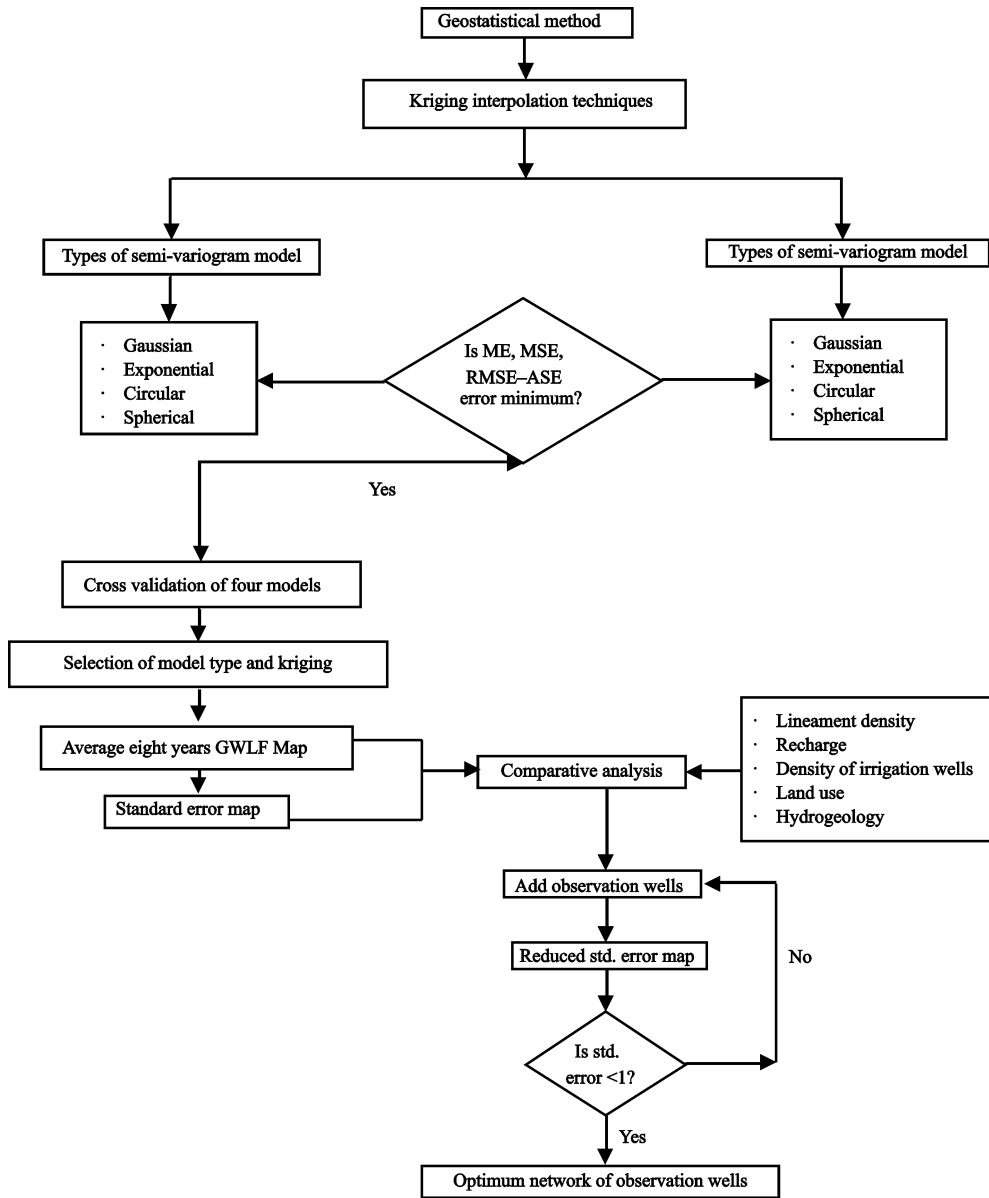 Geostatistical method
Kriging interpolation techniques
Types of semi-variogram model
Types of semi-variogram model
· Gaussian
· Exponential
· Circular
· Spherical
Is ME, MSE,
RMSE–ASE
error minimum?
· Gaussian
· Exponential
· Circular
· Spherical
Yes
Cross validation of four models
Selection of model type and kriging
Average eight years GWLF Map
Standard error map
Comparative analysis
· Lineament density
· Recharge
· Density of irrigation wells
· Land use
· Hydrogeology
Add observation wells
Reduced std. error map
No
Is std.
error <1?
Yes
Optimum network of observation wells